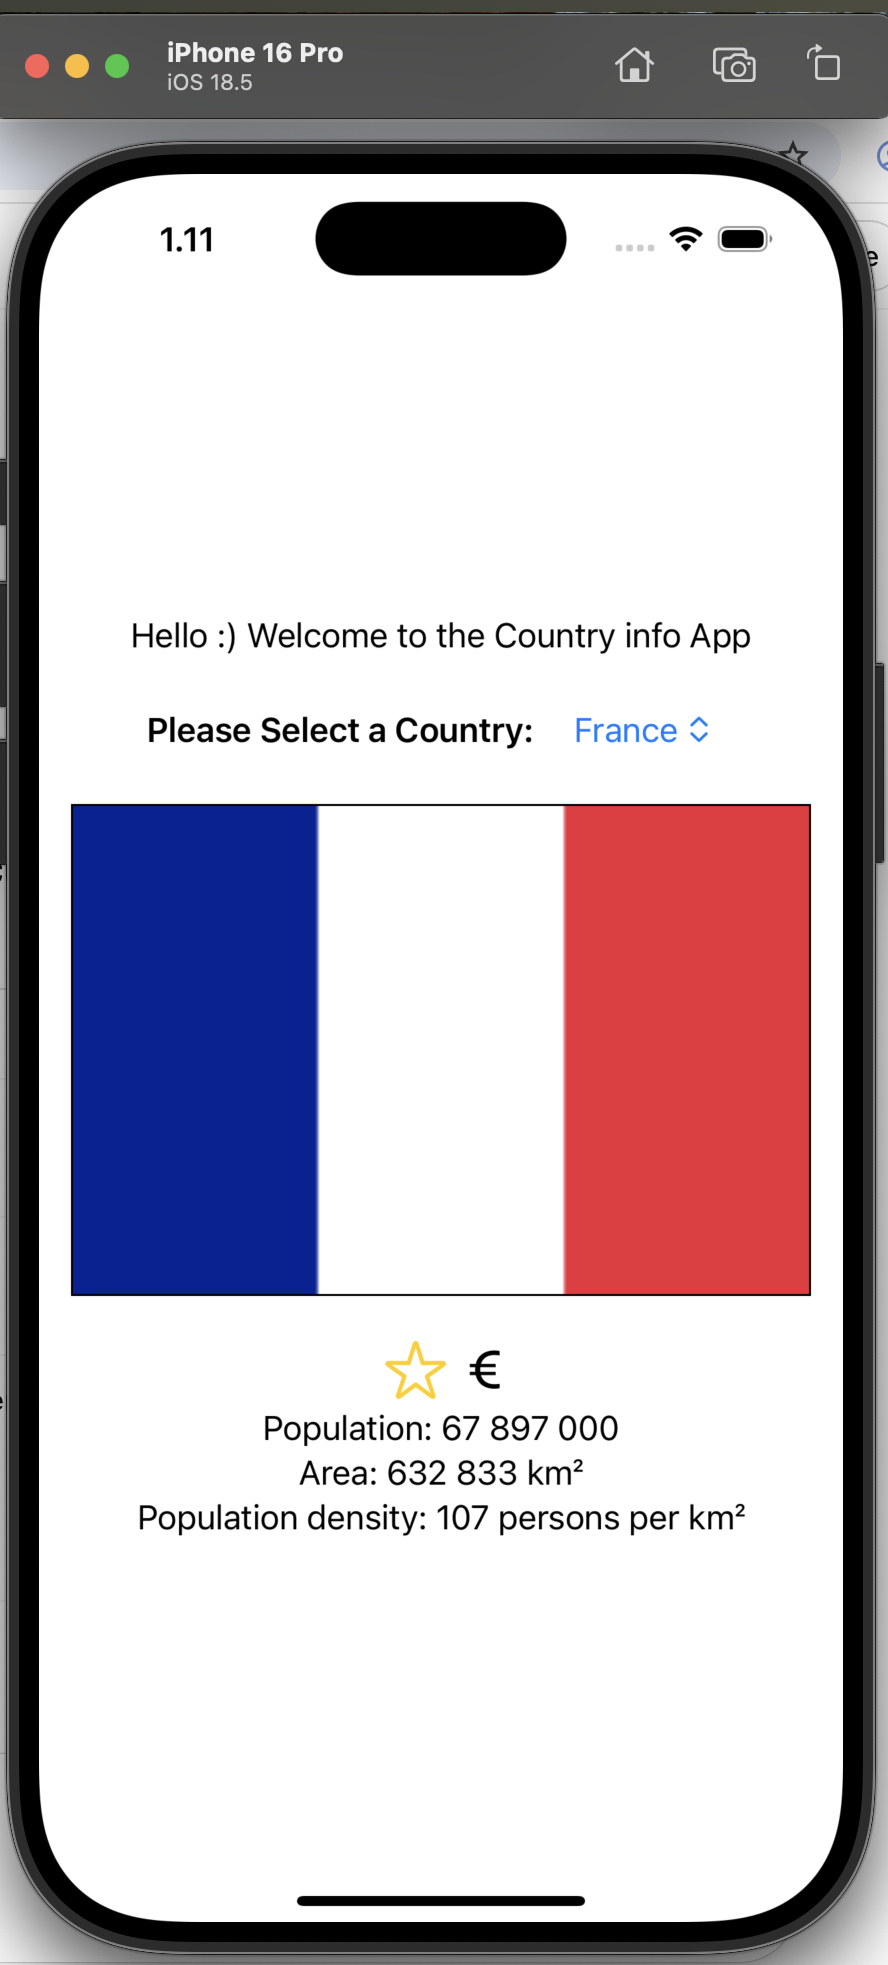 iPhone 16 Pro
iOS 18.5
1.11
Hello :) Welcome to the Country info App
Please Select a Country: France
€
Population: 67 897 000
Area: 632 833 km²
Population density: 107 persons per km²